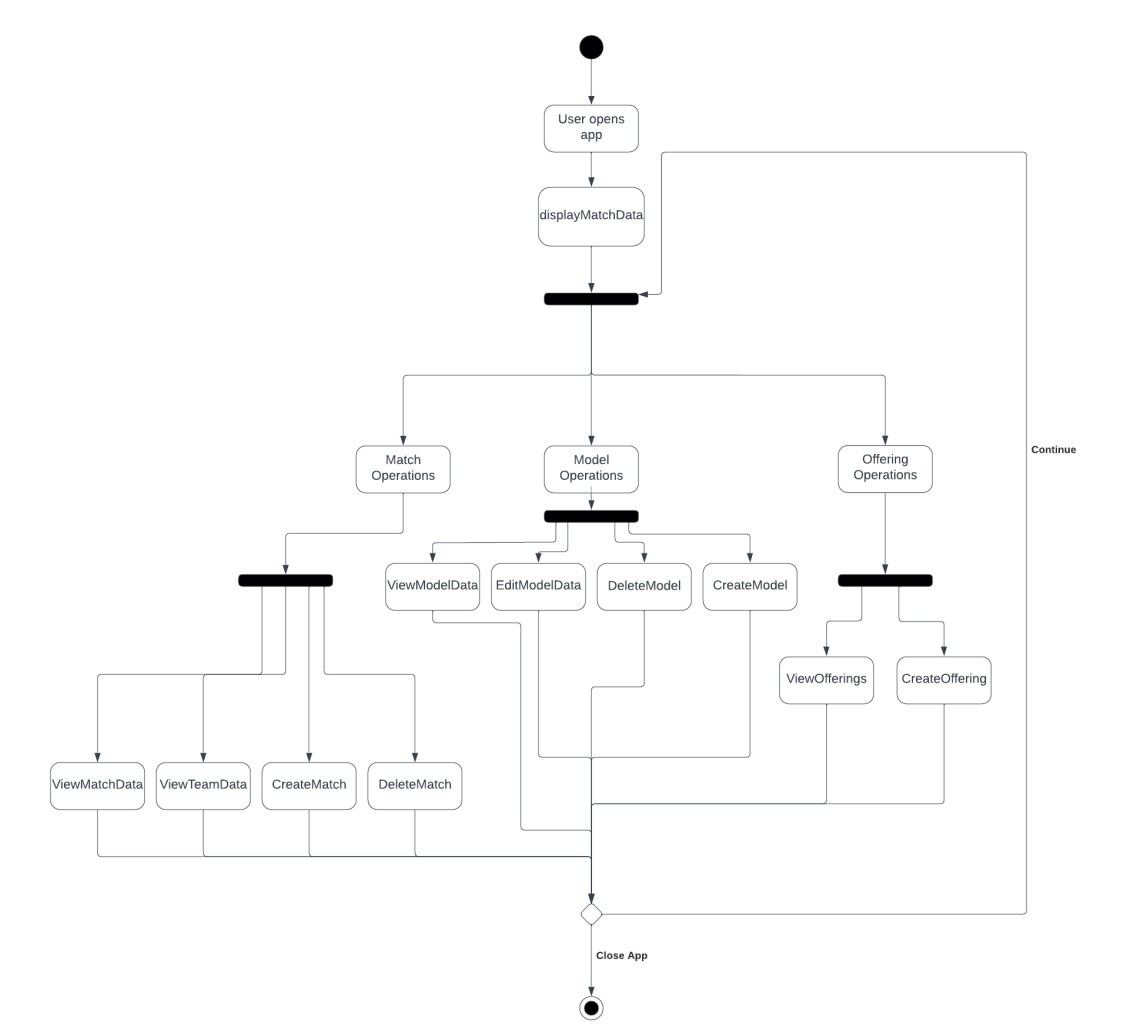 User opens
app
displayMatchData
Match
Operations
Model
Operations
Offering
Operations
Continue
ViewModelData
EditModelData
DeleteModel
CreateModel
ViewOfferings
CreateOffering
ViewMatchData
ViewTeamData
CreateMatch
DeleteMatch
Close App